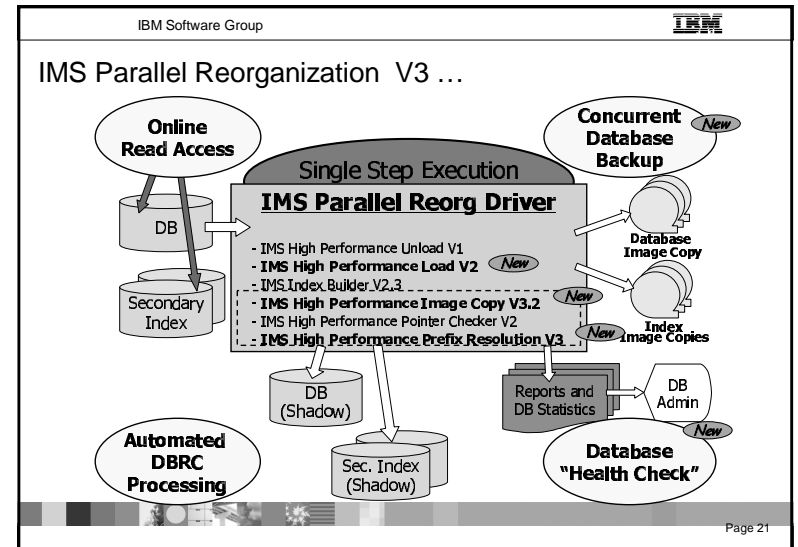 IBM Software Group
IBM
IMS Parallel Reorganization V3 …
Online
Read Access
Concurrent
Database
Backup
New
Single Step Execution
IMS Parallel Reorg Driver
DB
- IMS High Performance Unload V1
- IMS High Performance Load V2
New
- IMS Index Builder V2.3
- IMS High Performance Image Copy V3.2
New
- IMS High Performance Pointer Checker V2
- IMS High Performance Prefix Resolution V3
New
Secondary
Index
Database
Image Copy
Index
Image Copies
DB
(Shadow)
Sec. Index
(Shadow)
Reports and
DB Statistics
DB
Admin
Automated
DBRC
Processing
New
Database
“Health Check”
Page 21